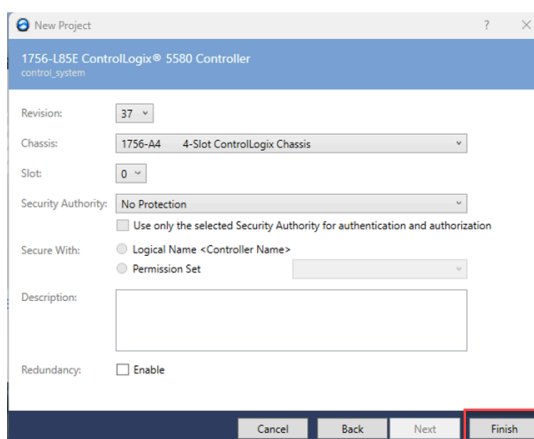 New Project
1756-L85E ControlLogix® 5580 Controller
control_system
Revision: 37
Chassis: 1756-A4 4-Slot ControlLogix Chassis
Slot: 0
Security Authority: No Protection
Use only the selected Security Authority for authentication and authorization
Secure With: Logical Name <Controller Name>
Permission Set
Description:
Redundancy: Enable
Cancel Back Next Finish